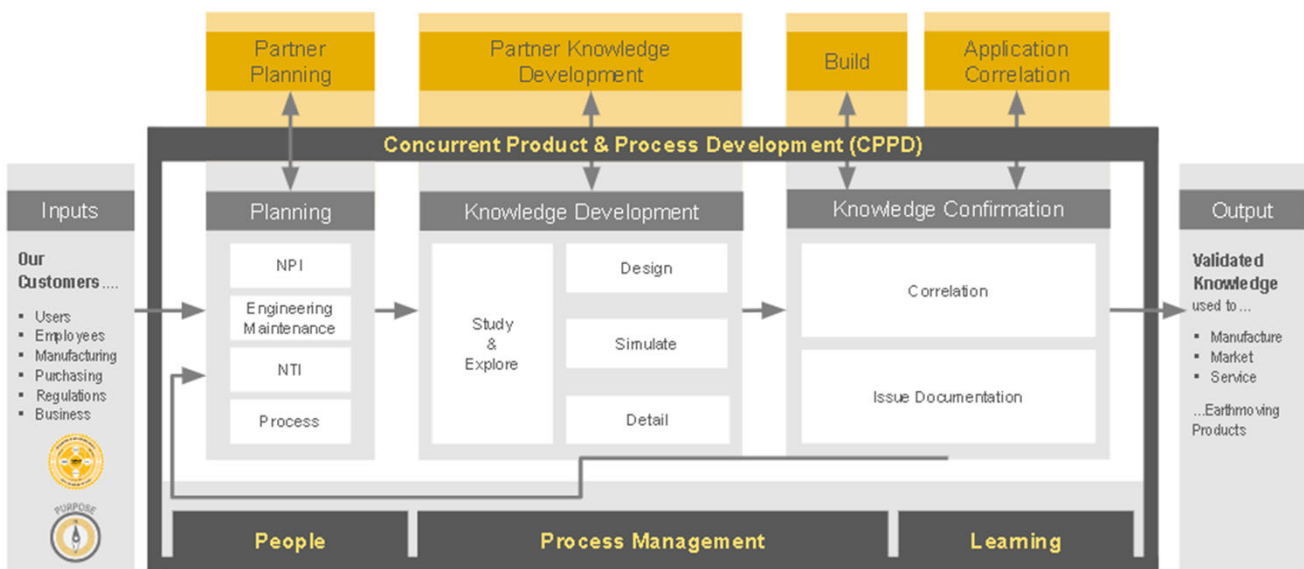 Partner
Planning
Partner Knowledge
Development
Build
Application
Correlation
Concurrent Product & Process Development (CPPD)
Inputs
Our
Customers....
▪ Users
▪ Employees
▪ Manufacturing
▪ Purchasing
▪ Regulations
▪ Business
PURPOSE
Planning
NPI
Engineering
Maintenance
NTI
Process
Knowledge Development
Study
&
Explore
Design
Simulate
Detail
Knowledge Confirmation
Correlation
Issue Documentation
Output
Validated
Knowledge
used to...
▪ Manufacture
▪ Market
▪ Service
...Earthmoving
Products
People
Process Management
Learning